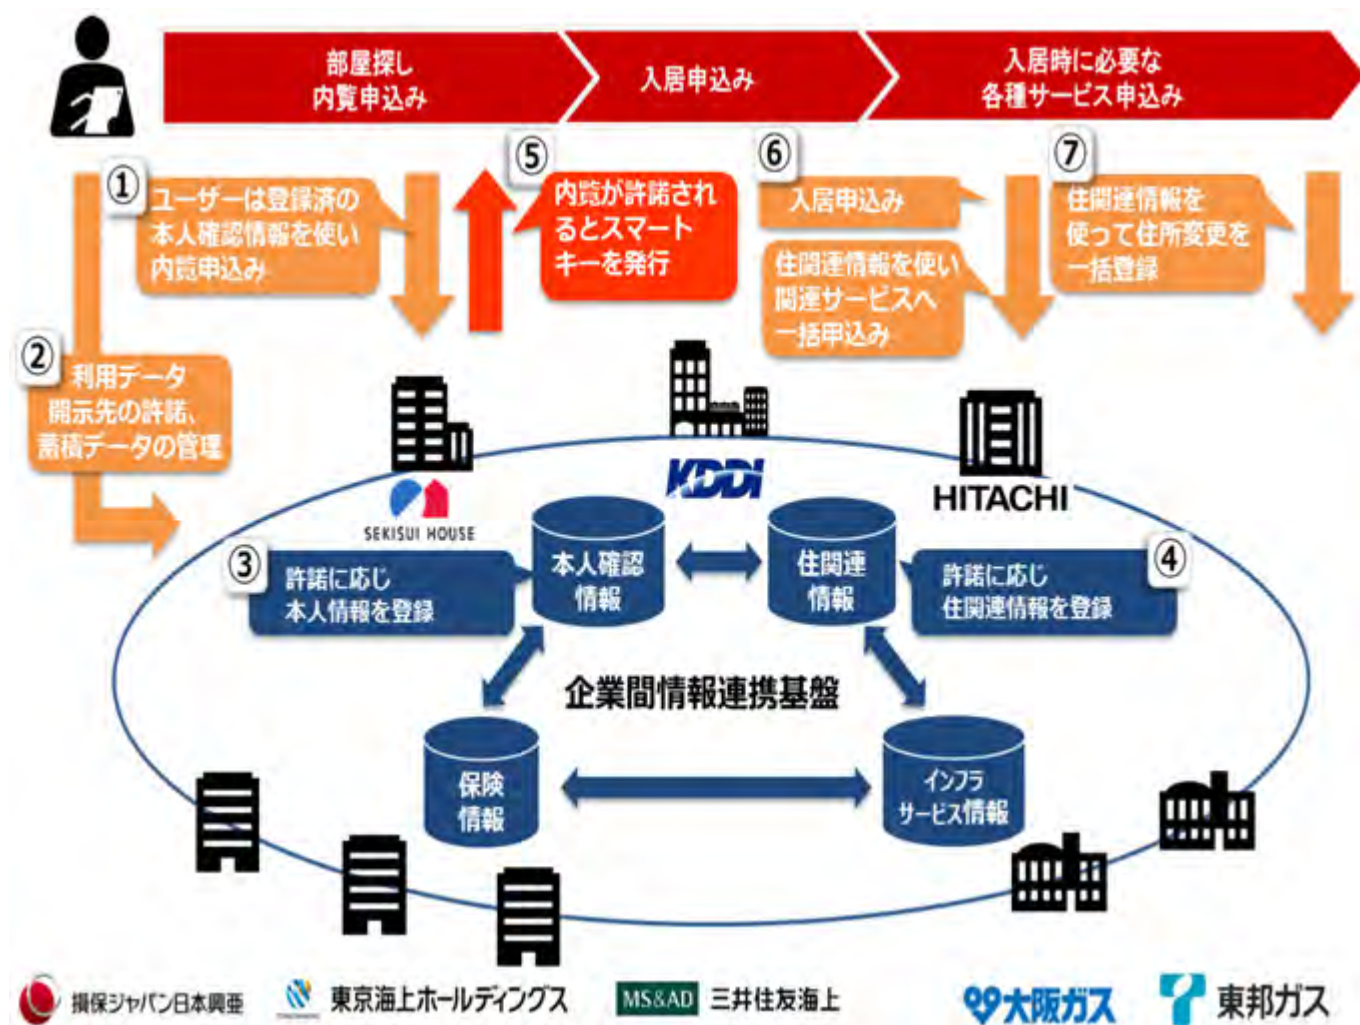 部屋探し
内覧申込み
入居申込み
入居時に必要な
各種サービス申込み
①
ユーザーは登録済の
本人確認情報を使い
内覧申込み
⑤
内覧が許諾され
るとスマート
キーを発行
⑥
入居申込み
住関連情報を使い
関連サービスへ
一括申込み
⑦
住関連情報を
使って住所変更を
一括登録
②
利用データ
開示先の許諾、
蓄積データの管理
SEKISUI HOUSE
KDDI
HITACHI
③
許諾に応じ
本人情報を登録
本人確認
情報
住関連
情報
④
許諾に応じ
住関連情報を登録
企業間情報連携基盤
保険
情報
インフラ
サービス情報
損保ジャパン日本興亜
東京海上ホールディングス
MS&AD 三井住友海上
大阪ガス
東邦ガス